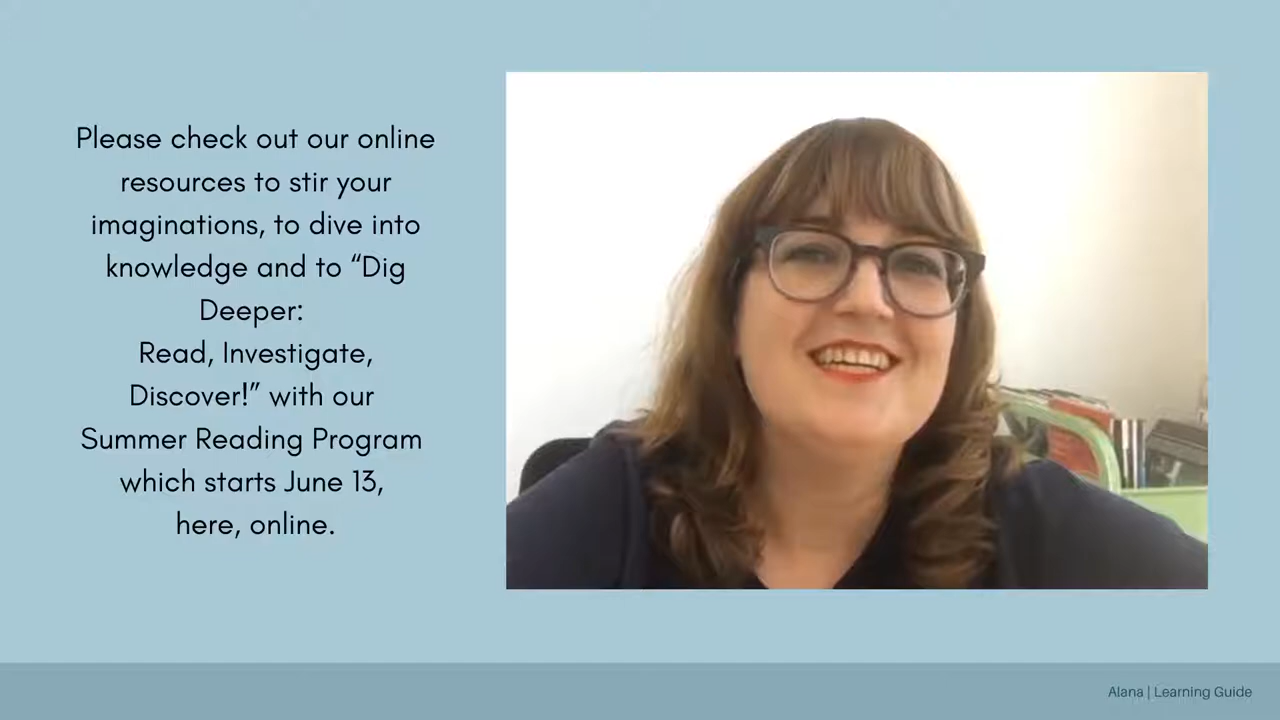 Please check out our online
resources to stir your
imaginations, to dive into
knowledge and to “Dig
Deeper:
Read, Investigate,
Discover!” with our
Summer Reading Program
which starts June 13,
here, online.
Alana | Learning Guide